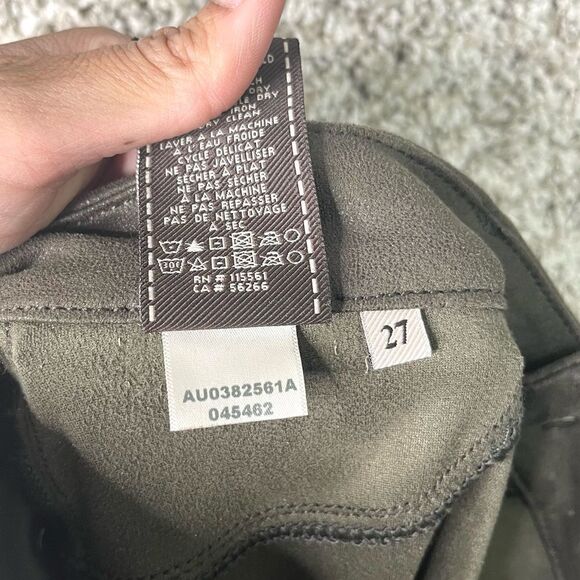 IRON
DRY CLEAN
LAVER À LA MACHINE
À L'EAU FROIDE
CYCLE DÉLICAT
NE PAS JAVELLISER
SÉCHER À PLAT
NE PAS SÉCHER
À LA MACHINE
NE PAS REPASSER
PAS DE NETTOYAGE
À SEC
30c
RN # 115561
CA # 56266
27
AU0382561A
045462